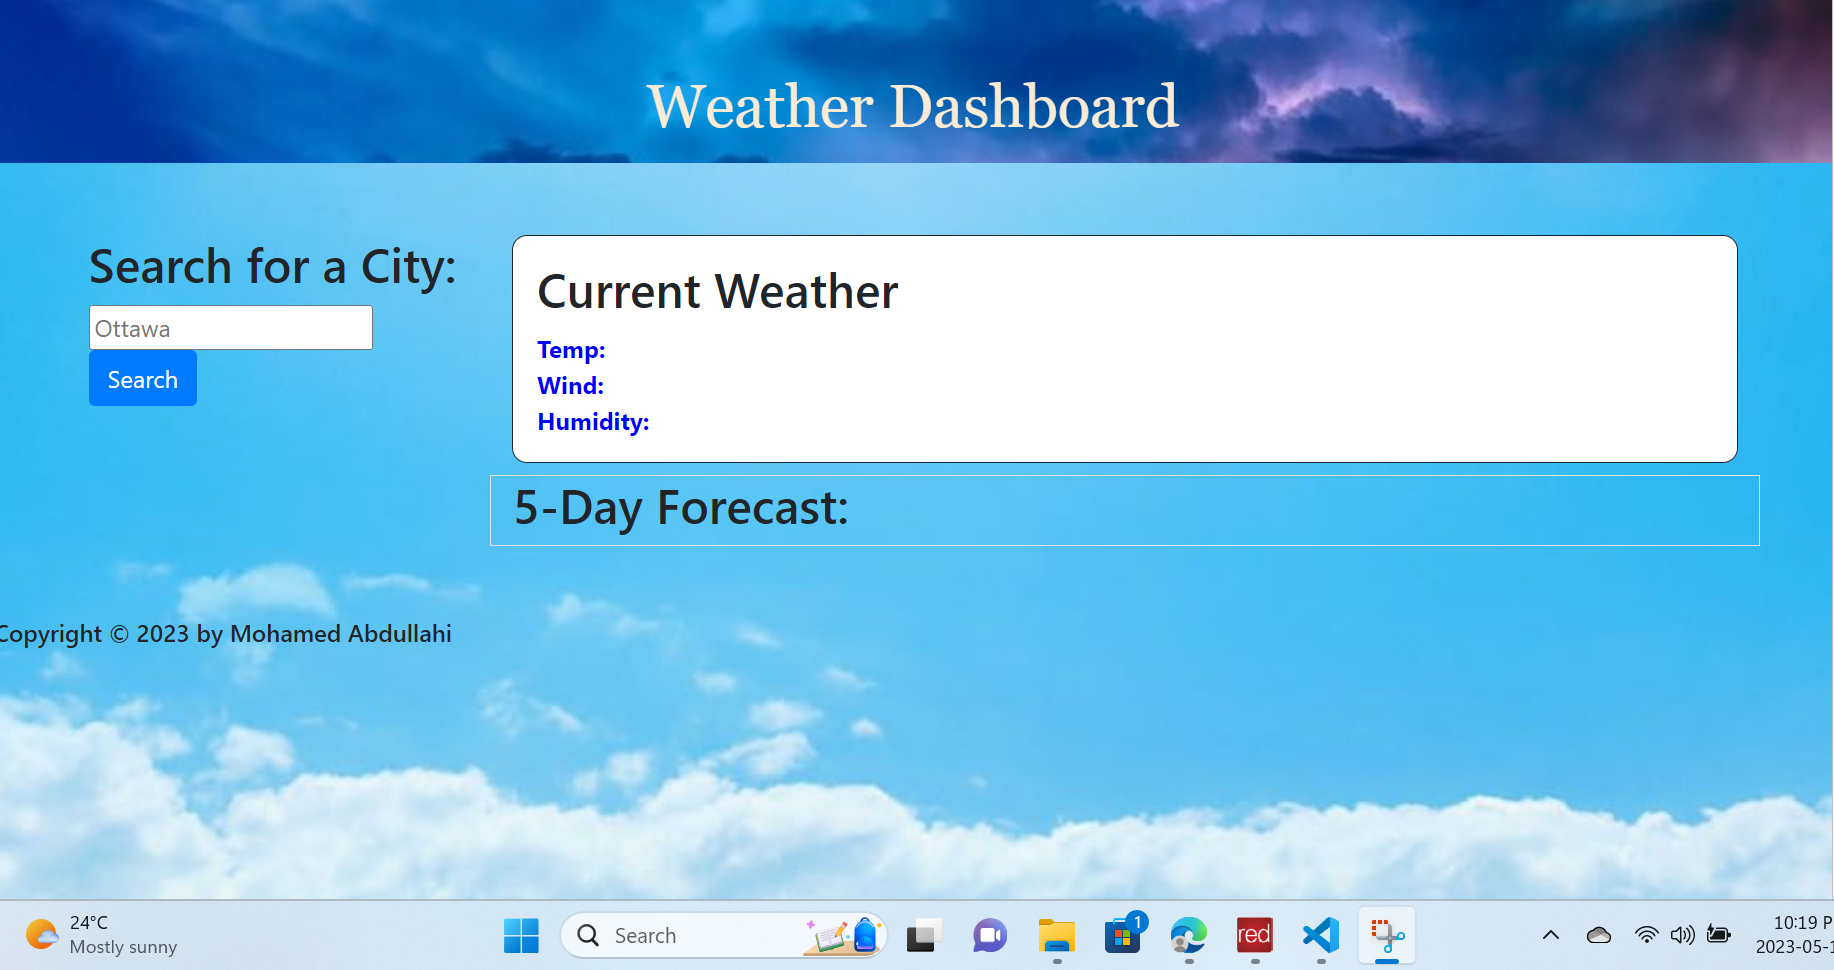 Weather Dashboard
Search for a City:
Ottawa
Search
Current Weather
Temp:
Wind:
Humidity:
5-Day Forecast:
Copyright © 2023 by Mohamed Abdullahi
24°C
Mostly sunny
Search
1
red
10:19 P
2023-05-1